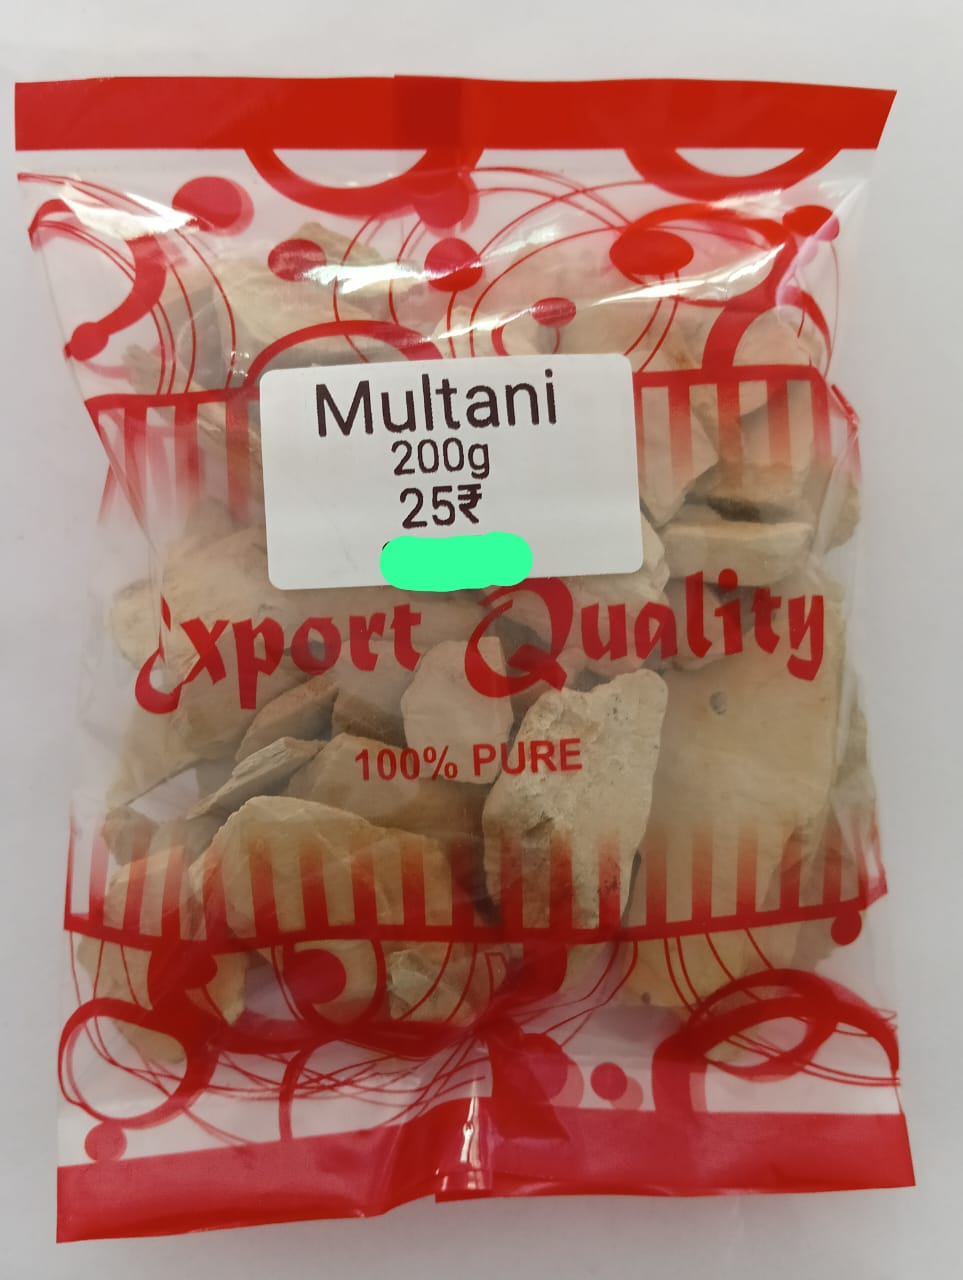 Multani
200g
25₹
Export Quality
100% PURE